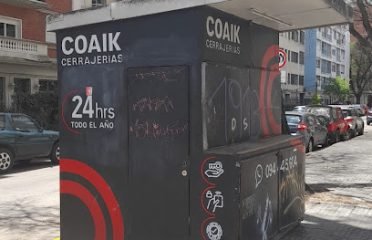 COAIK
CERRAJERIAS
24hrs
TODO EL AÑO
COAIK
CERRAJERIAS